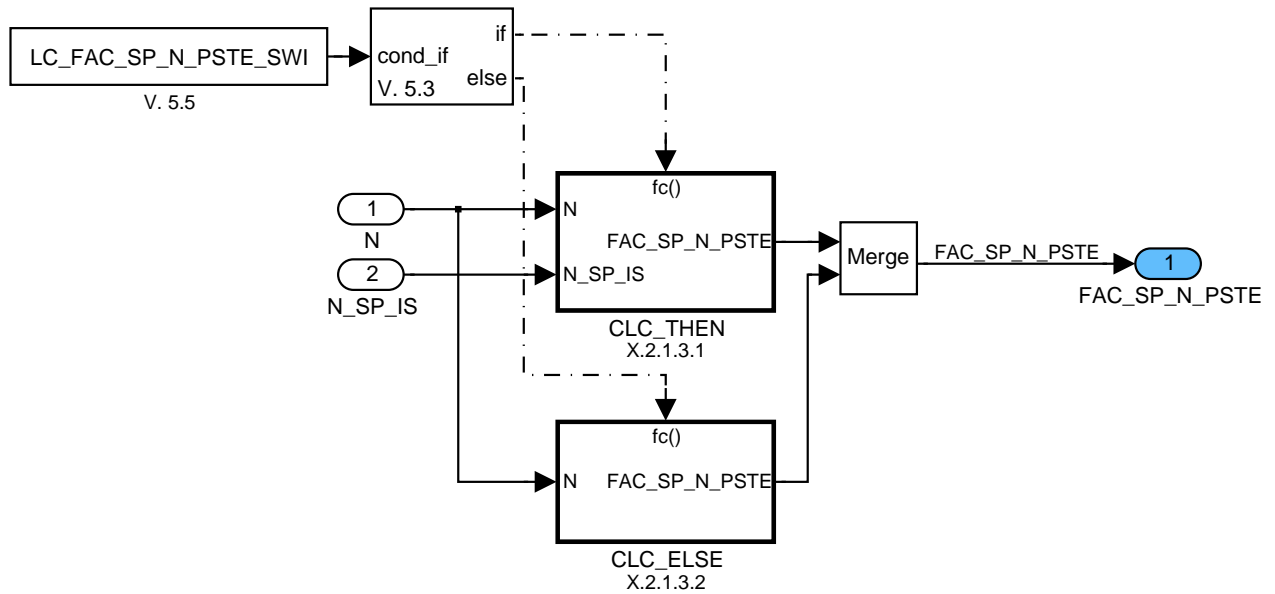 LC_FAC_SP_N_PSTE_SWI
V. 5.5
if
cond_if
else
V. 5.3
fc()
1
N
N
FAC_SP_N_PSTE
2
N_SP_IS
N_SP_IS
CLC_THEN
X.2.1.3.1
Merge
FAC_SP_N_PSTE
1
FAC_SP_N_PSTE
fc()
N
FAC_SP_N_PSTE
CLC_ELSE
X.2.1.3.2